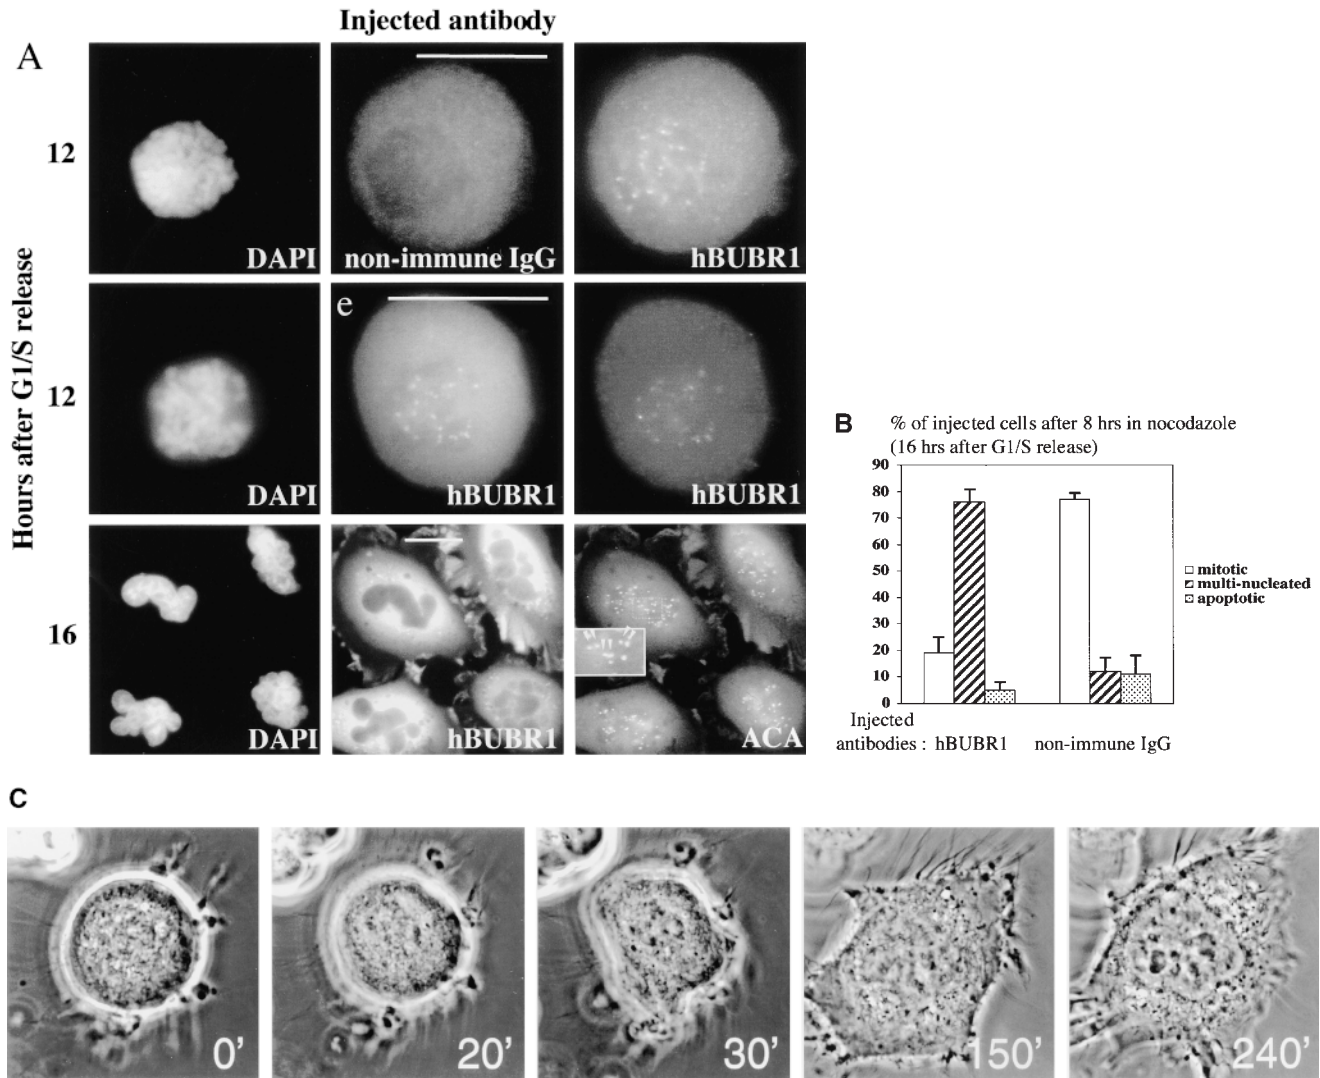 Injected antibody
A
Hours after G1/S release
12
DAPI
non-immune IgG
hBUBR1
12
DAPI
e
hBUBR1
hBUBR1
16
DAPI
hBUBR1
ACA
B
% of injected cells after 8 hrs in nocodazole
(16 hrs after G1/S release)
90
80
70
60
50
40
30
20
10
0
mitotic
multi-nucleated
apoptotic
Injected
antibodies : hBUBR1 non-immune IgG
C
0'
20'
30'
150'
240'